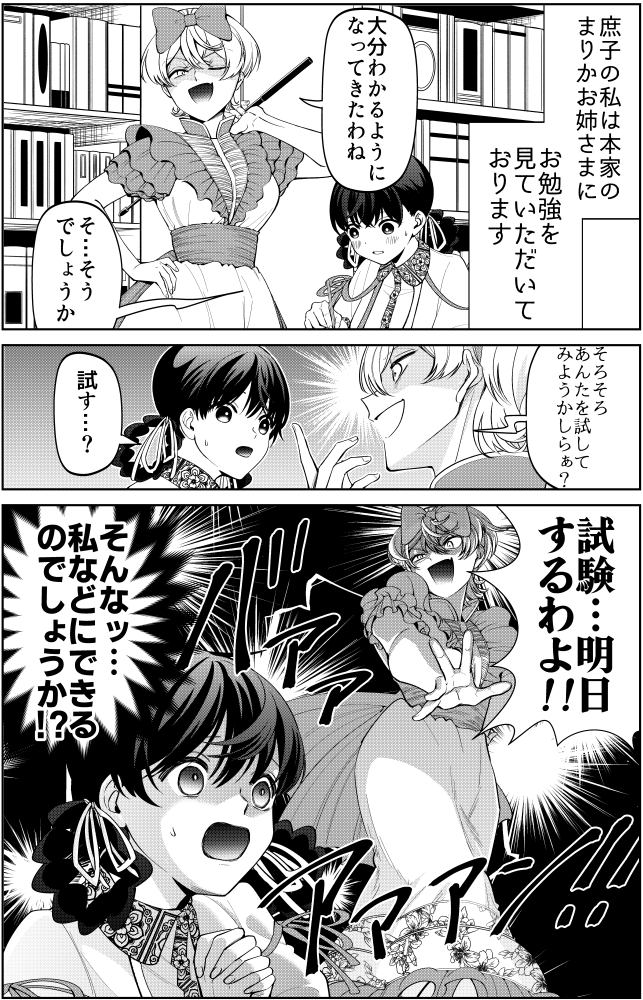 庶子の私は本家の
まりかお姉さまに
お勉強を
見ていただいて
おります
大分わかるように
なってきたわね
そ…そう
でしょうか
そろそろ
あんたを試して
みようかしらぁ？
試す…？
試験…明日
するわよ!!
そんなッ…
私などにできる
のでしょうか!?
バァァァ
アァァン!!!